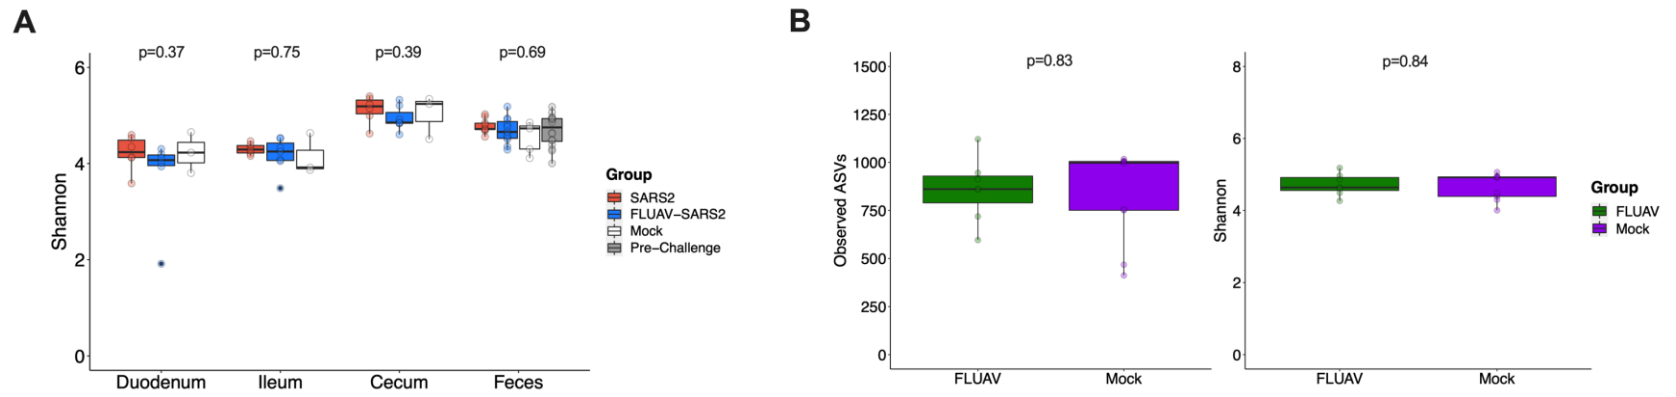 A
p=0.37 p=0.75 p=0.39 p=0.69
6
4
2
0
Shannon
Duodenum Ileum Cecum Feces
Group
SARS2
FLUAV-SARS2
Mock
Pre-Challenge
B
p=0.83
1500
1250
1000
750
500
250
0
Observed ASVs
FLUAV Mock
p=0.84
8
6
4
2
0
Shannon
FLUAV Mock
Group
FLUAV
Mock